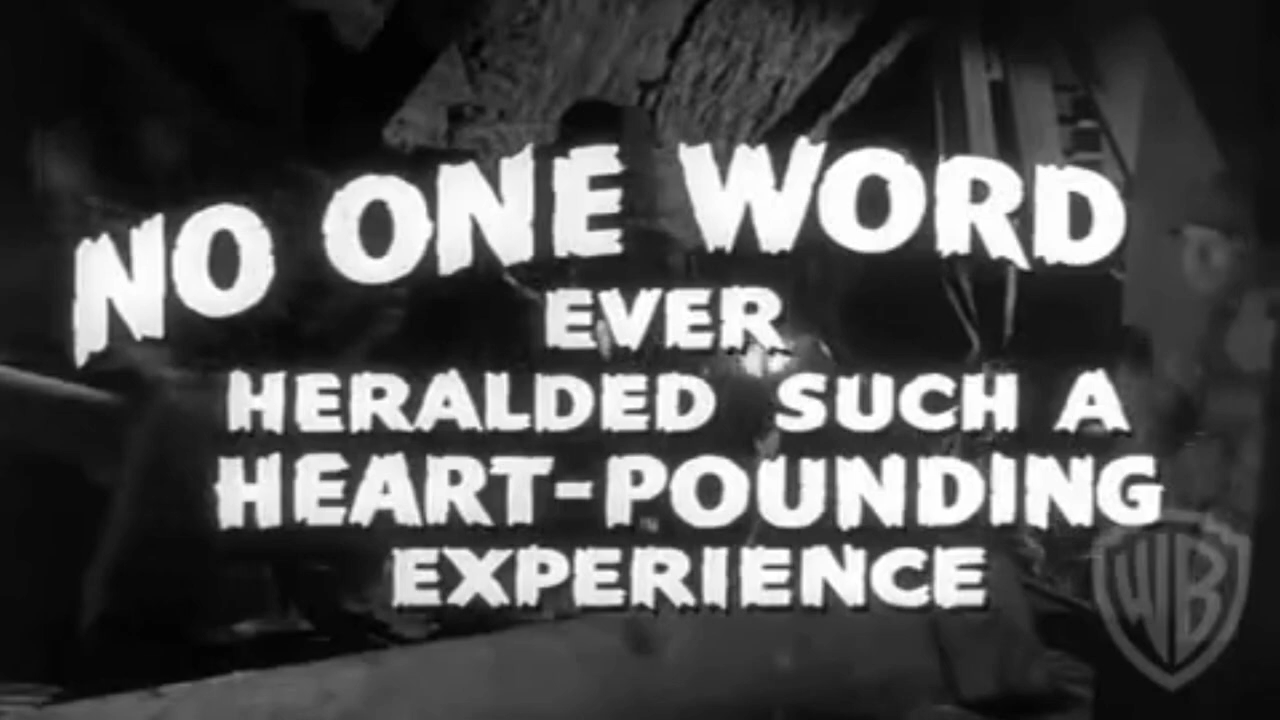 NO ONE WORD
EVER
HERALDED SUCH A
HEART-POUNDING
EXPERIENCE
WB